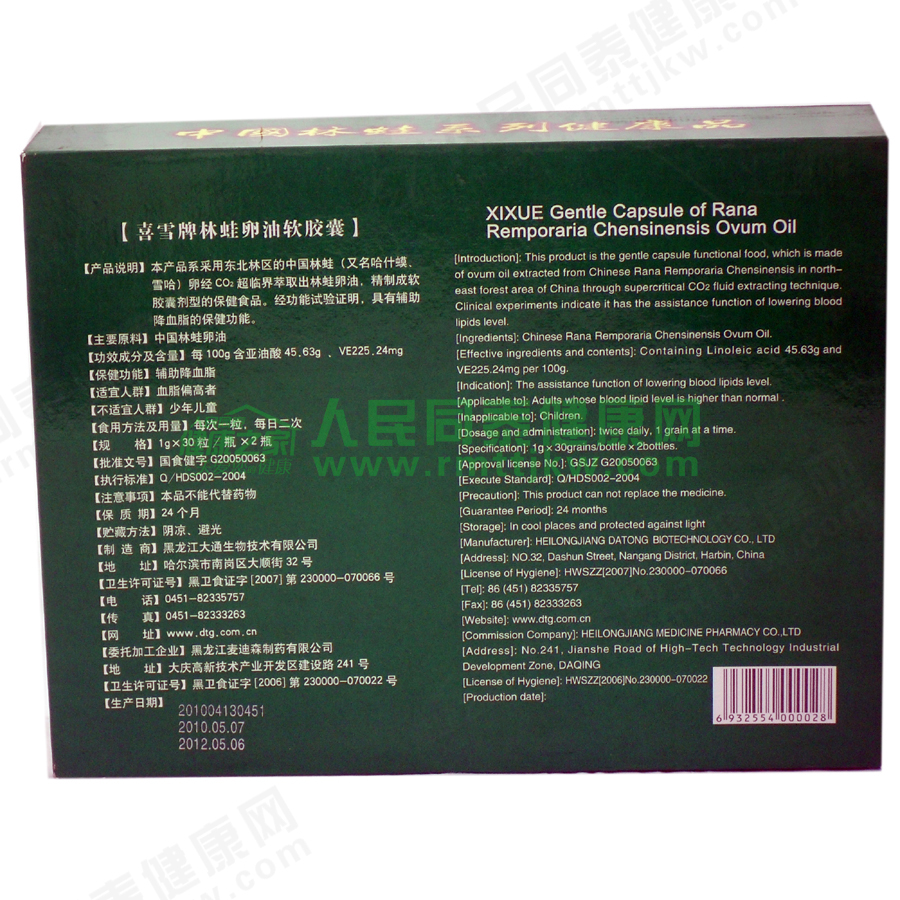 中國林蛙系列健康品
【喜雪牌林蛙卵油软胶囊】
【产品说明】本产品系采用东北林区的中国林蛙（又名哈什蟆、
雪哈）卵经CO₂超临界萃取出林蛙卵油，精制成软
胶囊剂型的保健食品。经功能试验证明，具有辅助
降血脂的保健功能。
【主要原料】中国林蛙卵油
【功效成分及含量】每100g含亚油酸45.63g 、VE225.24mg
【保健功能】辅助降血脂
【适宜人群】血脂偏高者
【不适宜人群】少年儿童
【食用方法及用量】每次一粒，每日二次
【规　　格】1g×30粒／瓶×2瓶
【批准文号】国食健字G20050063
【执行标准】Q/HDS002-2004
【注意事项】本品不能代替药物
【保 质 期】24个月
【贮藏方法】阴凉、避光
【制 造 商】黑龙江大通生物技术有限公司
【地　　址】哈尔滨市南岗区大顺街32号
【卫生许可证号】黑卫食证字【2007】第230000-070066号
【电　　话】0451-82335757
【传　　真】0451-82333263
【网　　址】www.dtg.com.cn
【委托加工企业】黑龙江麦迪森制药有限公司
【地　　址】大庆高新技术产业开发区建设路241号
【卫生许可证号】黑卫食证字【2006】第230000-070022号
【生产日期】
201004130451
2010.05.07
2012.05.06
XIXUE Gentle Capsule of Rana
Remporaria Chensinensis Ovum Oil
[Introduction]: This product is the gentle capsule functional food, which is made
of ovum oil extracted from Chinese Rana Remporaria Chensinensis in north-
east forest area of China through supercritical CO₂ fluid extracting technique.
Clinical experiments indicate it has the assistance function of lowering blood
lipids level.
[Ingredients]: Chinese Rana Remporaria Chensinensis Ovum Oil.
[Effective ingredients and contents]: Containing Linoleic acid 45.63g and
VE225.24mg per 100g.
[Indication]: The assistance function of lowering blood lipids level.
[Applicable to]: Adults whose blood lipid level is higher than normal .
[Inapplicable to]: Children.
[Dosage and administration]: twice daily, 1 grain at a time.
[Specification]: 1g×30grains/bottle×2bottles.
[Approval license No.]: GSJZ G20050063
[Execute Standard]: Q/HDS002-2004
[Precaution]: This product can not replace the medicine.
[Guarantee Period]: 24 months
[Storage]: In cool places and protected against light
[Manufacturer]: HEILONGJIANG DATONG BIOTECHNOLOGY CO., LTD
[Address]: NO.32, Dashun Street, Nangang District, Harbin, China
[License of Hygiene]: HWSZZ[2007]No.230000-070066
[Tel]: 86 (451) 82335757
[Fax]: 86 (451) 82333263
[Website]: www.dtg.com.cn
[Commission Company]: HEILONGJIANG MEDICINE PHARMACY CO.,LTD
[Address]: No.241, Jianshe Road of High-Tech Technology Industrial
Development Zone, DAQING
[License of Hygiene]: HWSZZ[2006]No.230000-070022
[Production date]:
6 932554 000028
人民同泰健康网
www.rmttjkw.com